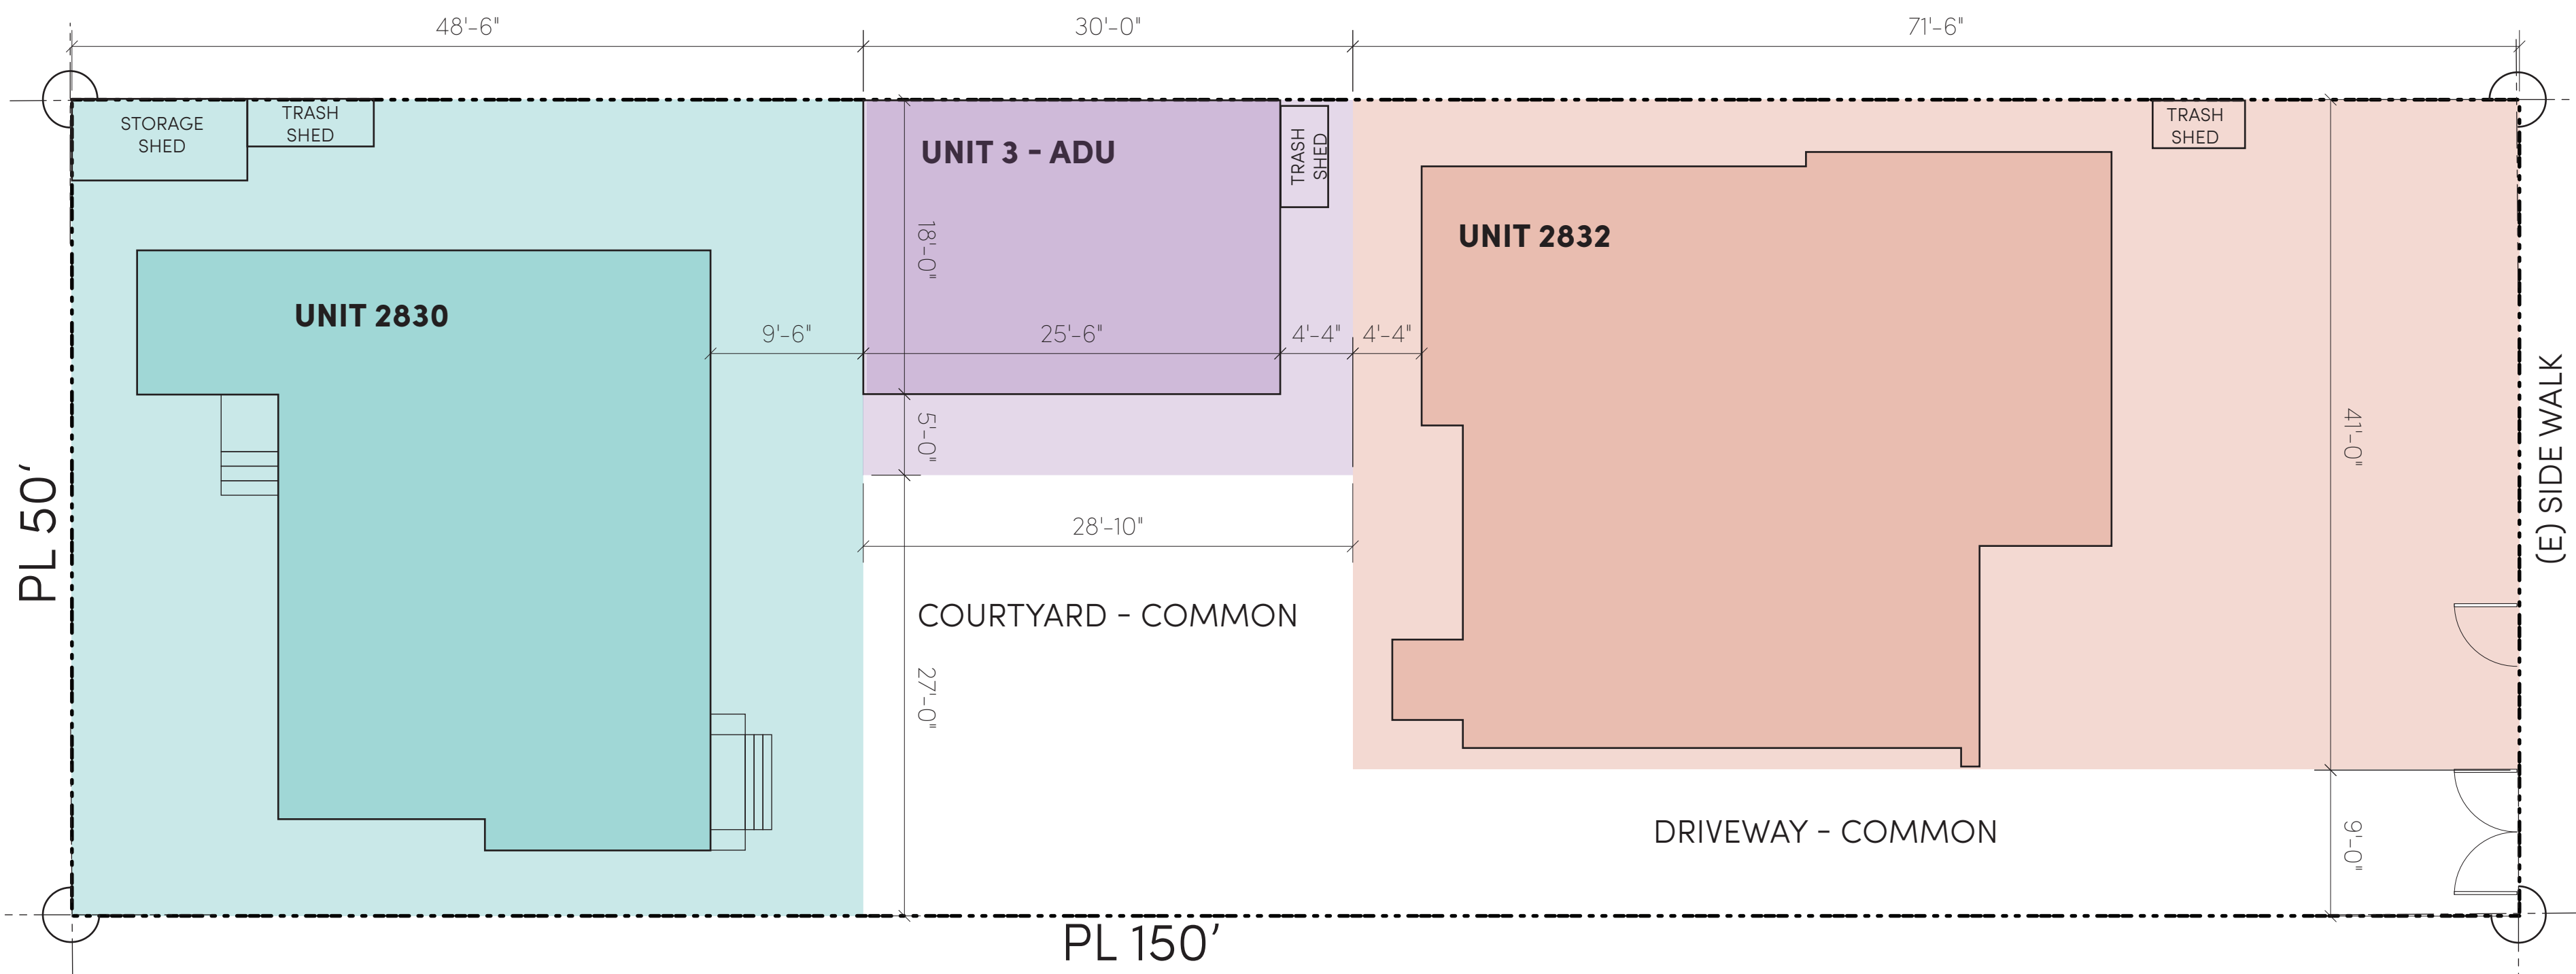 48'-6"
30'-0"
71'-6"
STORAGE
SHED
TRASH
SHED
UNIT 3 - ADU
TRASH
SHED
TRASH
SHED
UNIT 2832
18'-0"
UNIT 2830
9'-6"
25'-6"
4'-4"
4'-4"
5'-0"
41'-0"
(E) SIDE WALK
PL 50'
28'-10"
COURTYARD - COMMON
27'-0"
DRIVEWAY - COMMON
9'-0"
PL 150'